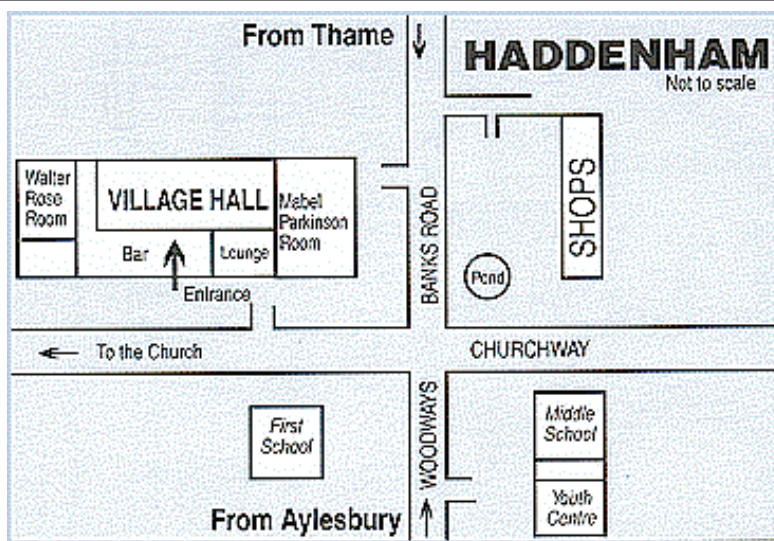 From Thame
HADDENHAM
Not to scale
Walter
Rose
Room
VILLAGE HALL
Mabel
Parkinson
Room
Bar
Lounge
Entrance
BANKS ROAD
SHOPS
Pond
To the Church
CHURCHWAY
First
School
WOODWAYS
Middle
School
Youth
Centre
From Aylesbury